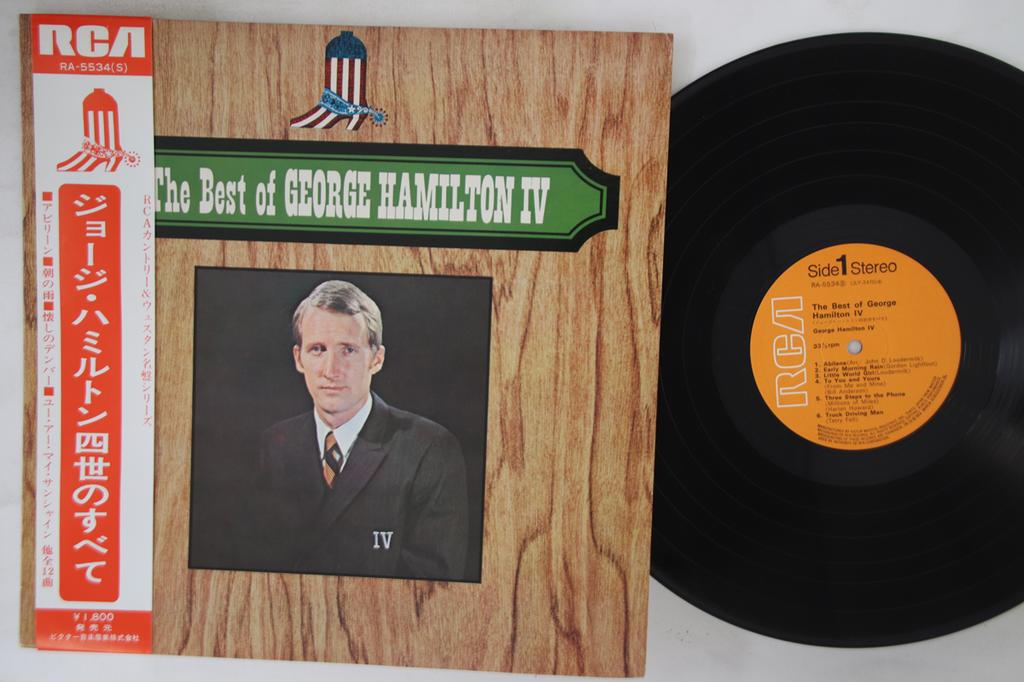 RCA
RA-5534(S)
RCAカントリー&ウェスタン名盤シリーズ
ジョージ・ハミルトン四世のすべて
■アビリーン■朝の雨■懐しのデンバー■ユー・アー・マイ・サンシャイン 他全12曲
¥1,800
発売元
ビクター音楽産業株式会社
The Best of GEORGE HAMILTON IV
IV
Side 1 Stereo
RA-5534
RCA
The Best of George
Hamilton IV
George Hamilton IV
33⅓rpm
1. Abilene(Arr.: John D. Loudermilk)
2. Early Morning Rain(Gordon Lightfoot)
3. Little World Girl(Loudermilk)
4. To You and Yours
(From Me and Mine)
(Bill Anderson)
5. Three Steps to the Phone
(Millions of Miles)
(Harlan Howard)
6. Truck Driving Man
(Terry Fell)